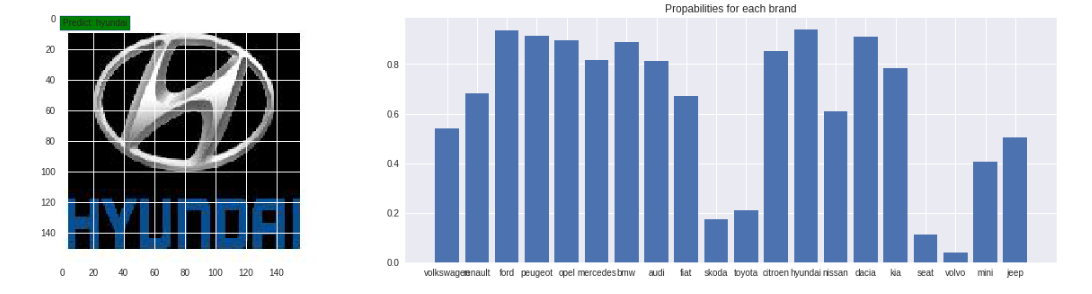 Predict: hyundai
0
20
40
60
80
100
120
140
HYUNDAI
0 20 40 60 80 100 120 140
Propabilities for each brand
0.8
0.6
0.4
0.2
0.0
volkswagen renault ford peugeot opel mercedes bmw audi fiat skoda toyota citroen hyundai nissan dacia kia seat volvo mini jeep